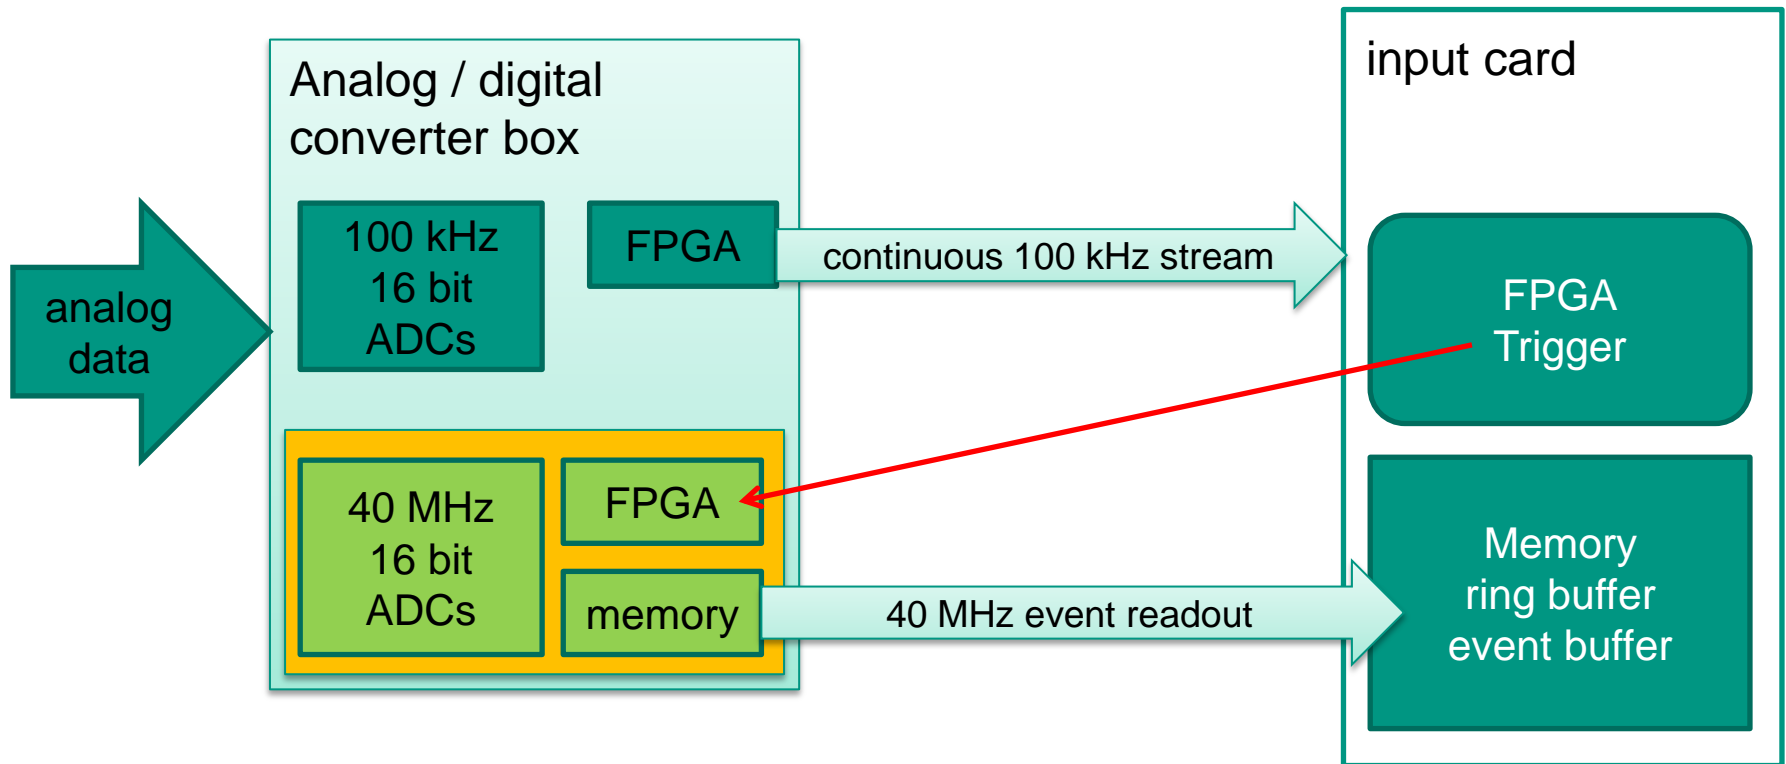 Analog / digital
converter box
input card
100 kHz
16 bit
ADCs
FPGA
continuous 100 kHz stream
analog
data
FPGA
Trigger
40 MHz
16 bit
ADCs
FPGA
memory
40 MHz event readout
Memory
ring buffer
event buffer